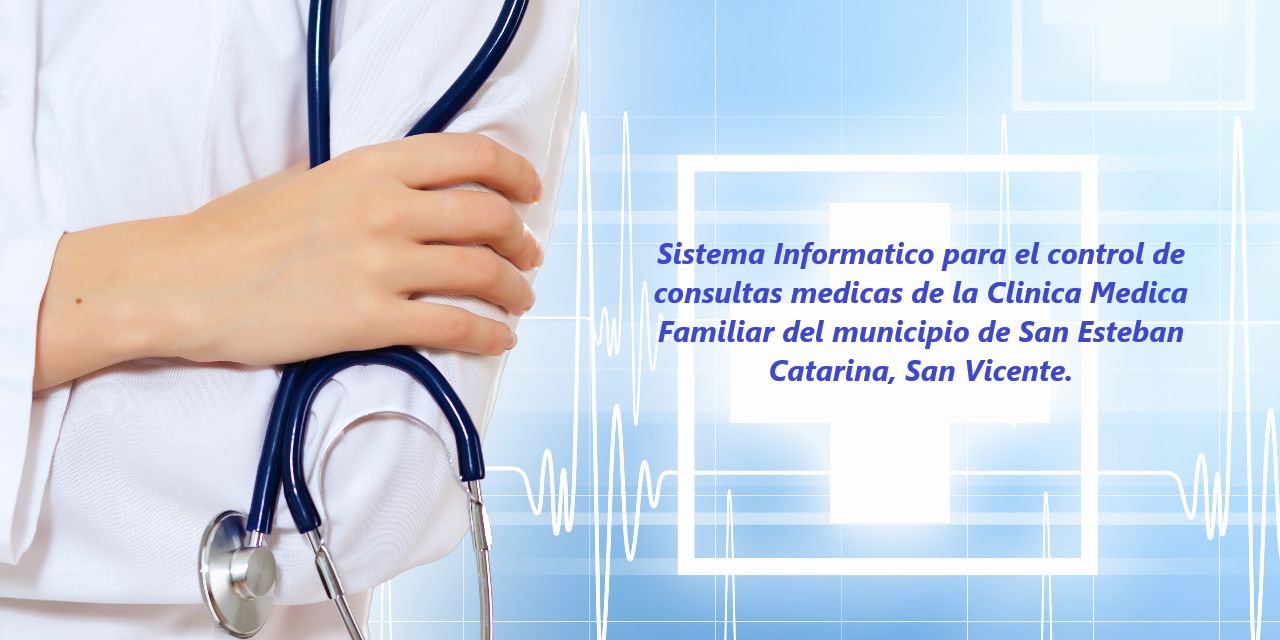 Sistema Informatico para el control de
consultas medicas de la Clinica Medica
Familiar del municipio de San Esteban
Catarina, San Vicente.